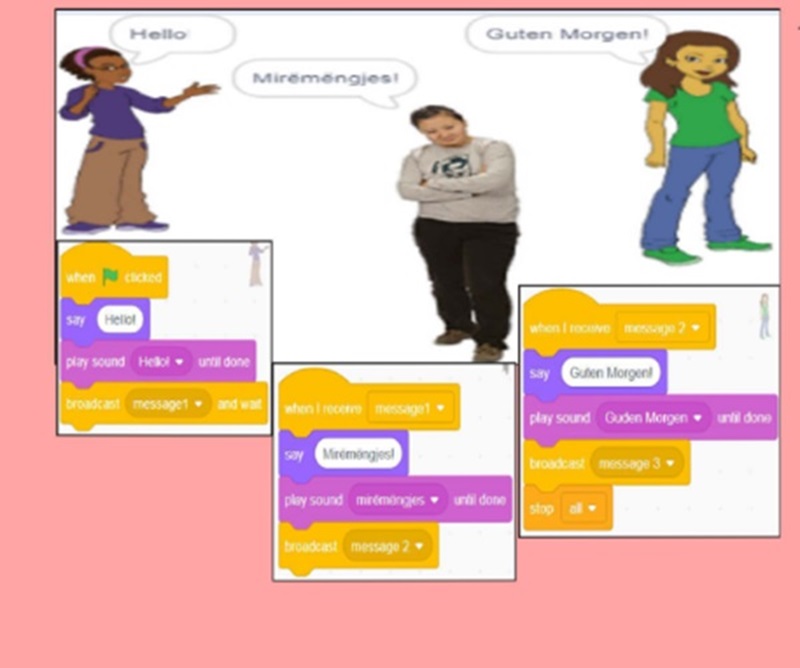 Hello
Mirëmëngjes!
Guten Morgen!
when clicked
say Hello!
play sound Hello! until done
broadcast message1 and wait
when I receive message1
say Mirëmëngjes!
play sound mirëmëngjes until done
broadcast message 2
when I receive message 2
say Guten Morgen!
play sound Guden Morgen until done
broadcast message 3
stop all